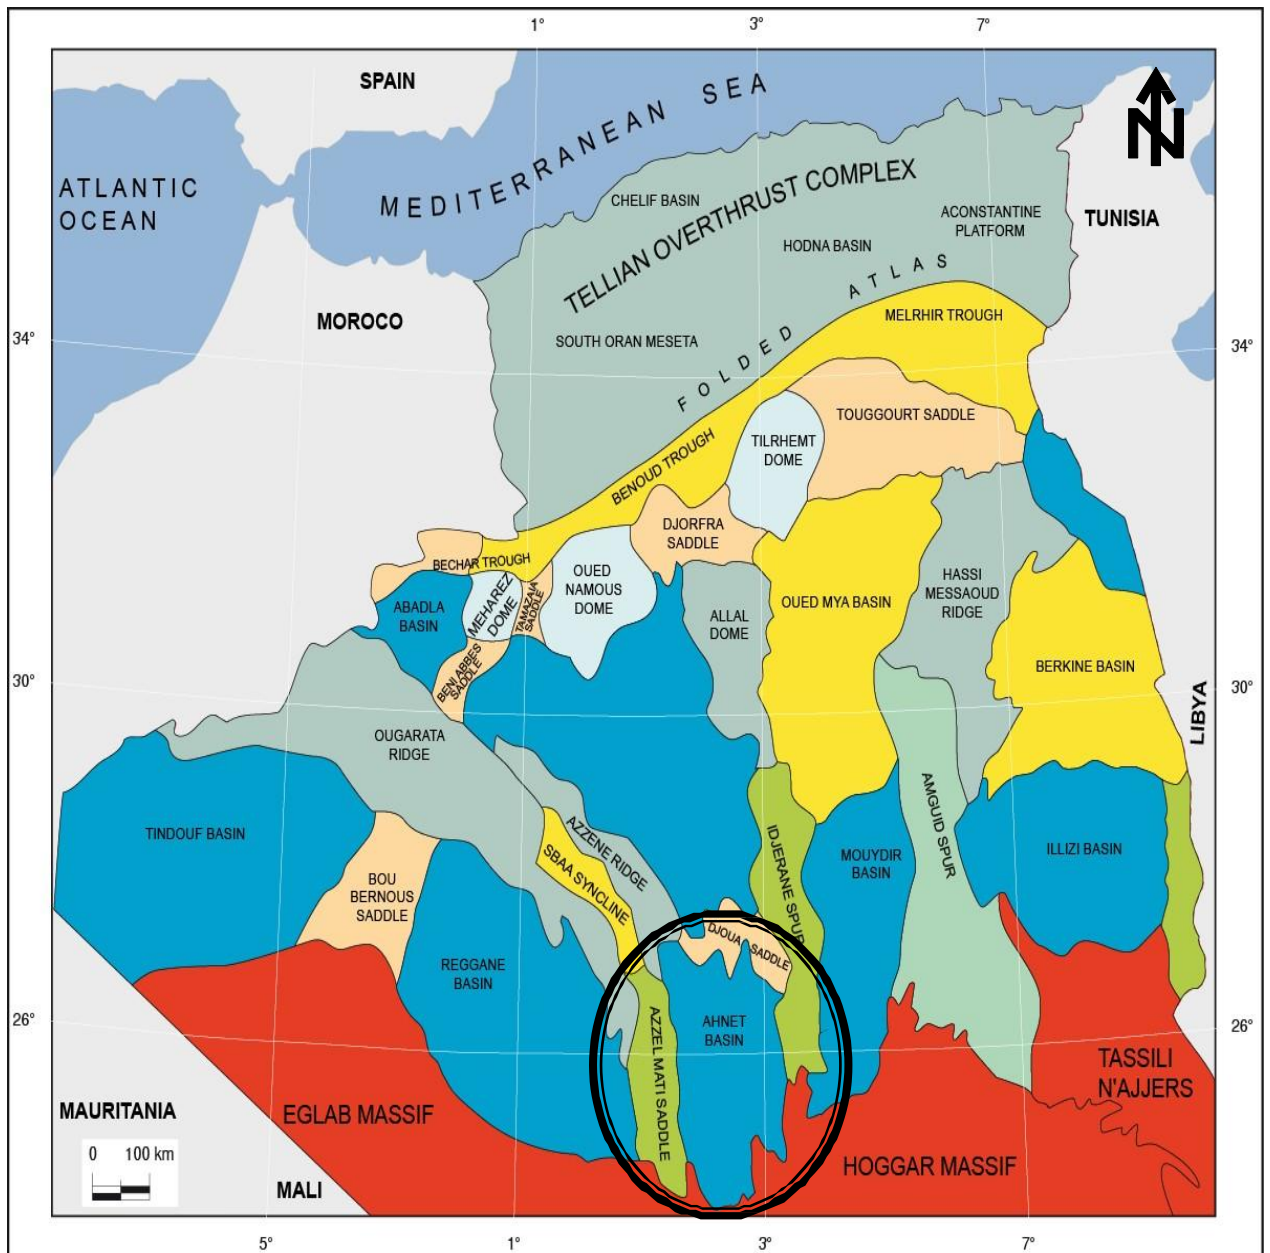 1°
3°
7°
SPAIN
MEDITERRANEAN SEA
N
ATLANTIC
OCEAN
TELLIAN OVERTHRUST COMPLEX
CHELIF BASIN
ACONSTANTINE
PLATFORM
TUNISIA
HODNA BASIN
FOLDED ATLAS
MOROCO
MELRHIR TROUGH
34°
34°
SOUTH ORAN MESETA
TOUGGOURT SADDLE
TILRHEMT
DOME
BENOUD TROUGH
DJORFRA
SADDLE
BECHAR TROUGH
OUED
NAMOUS
DOME
HASSI
MESSAOUD
RIDGE
MEHAREZ
DOME
TAMAZAIA
SADDLE
ABADLA
BASIN
ALLAL
DOME
OUED MYA BASIN
BENI ABBES
SADDLE
BERKINE BASIN
30°
30°
LIBYA
OUGARATA
RIDGE
AMGUID SPUR
TINDOUF BASIN
AZZENE RIDGE
IDJERANE SPUR
MOUYDIR
BASIN
ILLIZI BASIN
SBAA SYNCLINE
BOU
BERNOUS
SADDLE
DJOUA SADDLE
REGGANE
BASIN
26°
26°
AZZEL MATI SADDLE
AHNET
BASIN
TASSILI
N'AJJERS
MAURITANIA
EGLAB MASSIF
0 100 km
HOGGAR MASSIF
MALI
5°
1°
3°
7°